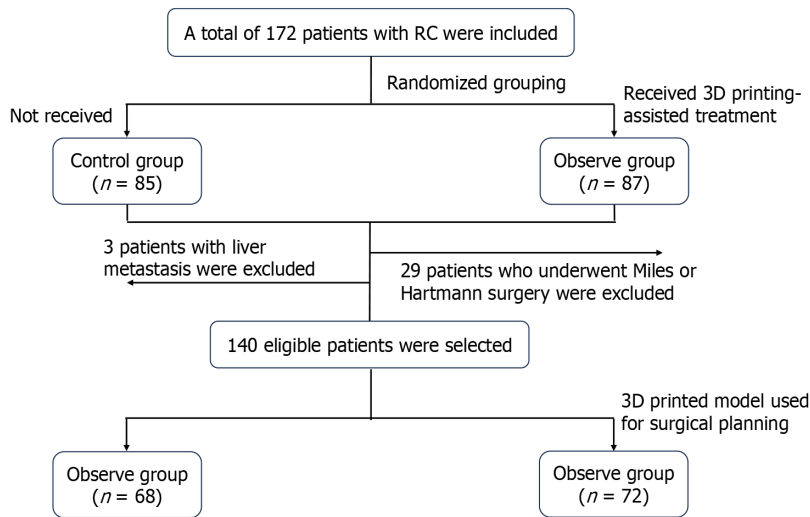 A total of 172 patients with RC were included
Randomized grouping
Not received
Received 3D printing-
assisted treatment
Control group
(n = 85)
Observe group
(n = 87)
3 patients with liver
metastasis were excluded
29 patients who underwent Miles or
Hartmann surgery were excluded
140 eligible patients were selected
3D printed model used
for surgical planning
Observe group
(n = 68)
Observe group
(n = 72)